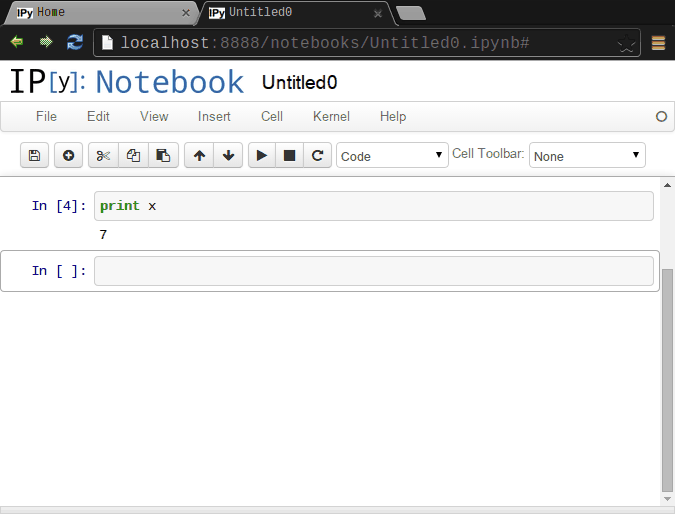 IPy Home
IPy Untitled0
localhost:8888/notebooks/Untitled0.ipynb#
IP[y]: Notebook Untitled0
File Edit View Insert Cell Kernel Help
Code Cell Toolbar: None
In [4]: print x
7
In [ ]: